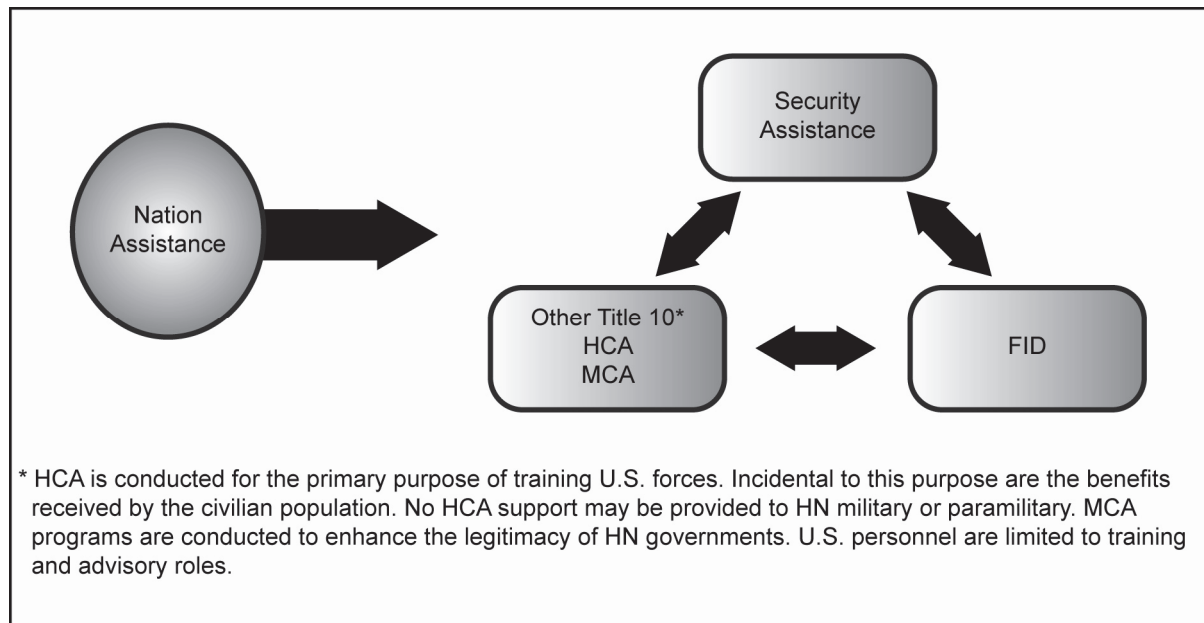 Security
Assistance
Nation
Assistance
Other Title 10*
HCA
MCA
FID
* HCA is conducted for the primary purpose of training U.S. forces. Incidental to this purpose are the benefits
received by the civilian population. No HCA support may be provided to HN military or paramilitary. MCA
programs are conducted to enhance the legitimacy of HN governments. U.S. personnel are limited to training
and advisory roles.